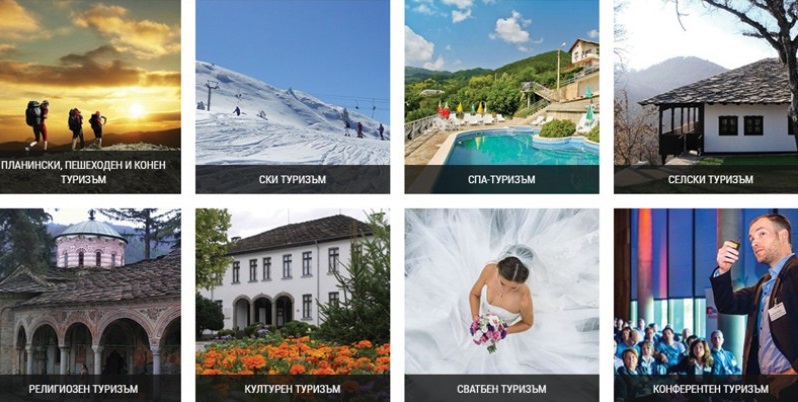 ПЛАНИНСКИ, ПЕШЕХОДЕН И КОНЕН
ТУРИЗЪМ
СКИ ТУРИЗЪМ
СПА-ТУРИЗЪМ
СЕЛСКИ ТУРИЗЪМ
РЕЛИГИОЗЕН ТУРИЗЪМ
КУЛТУРЕН ТУРИЗЪМ
СВАТБЕН ТУРИЗЪМ
КОНФЕРЕНТЕН ТУРИЗЪМ